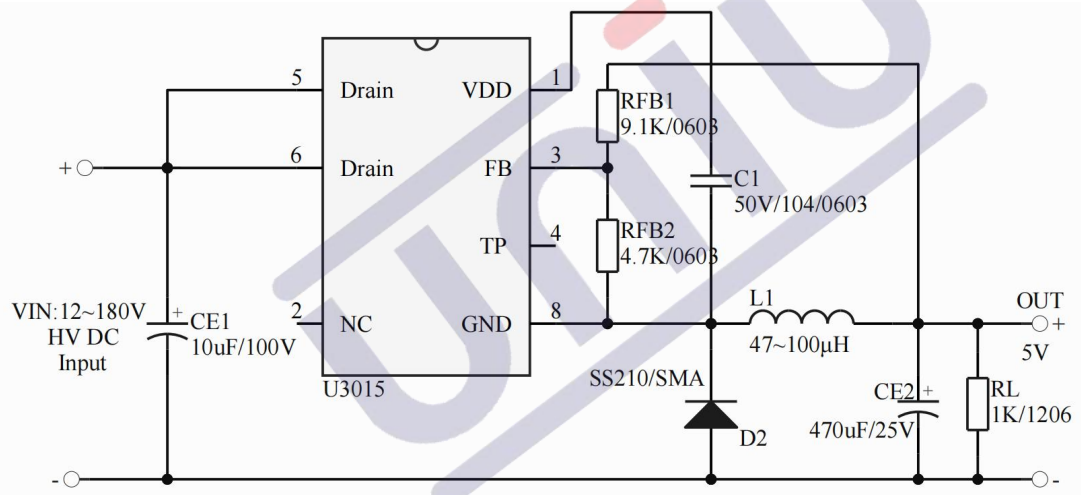 5
Drain
VDD
1
RFB1
9.1K/0603
+
6
Drain
FB
3
C1
50V/104/0603
RFB2
4.7K/0603
TP
4
VIN:12~180V
HV DC
Input
+
CE1
10uF/100V
2
NC
GND
8
L1
47~100μH
OUT
+
5V
U3015
SS210/SMA
D2
CE2
+
470uF/25V
RL
1K/1206
-
-
uniU